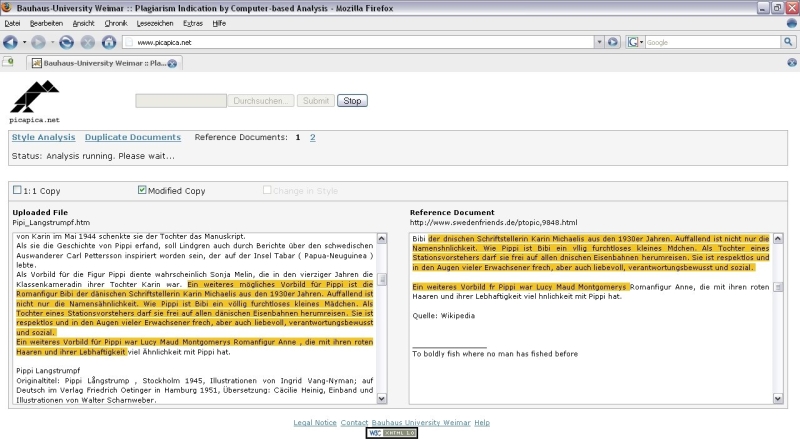 Bauhaus-University Weimar :: Plagiarism Indication by Computer-based Analysis - Mozilla Firefox
Datei Bearbeiten Ansicht Chronik Lesezeichen Extras Hilfe
www.picapica.net
Google
Bauhaus-University Weimar :: Pla...
picapica.net
Durchsuchen... Submit Stop
Style Analysis Duplicate Documents Reference Documents: 1 2
Status: Analysis running. Please wait...
1:1 Copy Modified Copy Change in Style
Uploaded File
Pipi_Langstrumpf.htm
von Karin im Mai 1944 schenkte sie der Tochter das Manuskript.
Als sie die Geschichte von Pippi erfand, soll Lindgren auch durch Berichte über den schwedischen
Auswanderer Carl Pettersson inspiriert worden sein, der auf der Insel Tabar ( Papua-Neuguinea )
lebte.
Als Vorbild für die Figur Pippi diente wahrscheinlich Sonja Melin, die in den vierziger Jahren die
Klassenkameradin ihrer Tochter Karin war. Ein weiteres mögliches Vorbild für Pippi ist die
Romanfigur Bibi der dänischen Schriftstellerin Karin Michaelis aus den 1930er Jahren. Auffallend ist
nicht nur die Namensähnlichkeit. Wie Pippi ist Bibi ein völlig furchtloses kleines Mädchen. Als
Tochter eines Stationsvorstehers darf sie frei auf allen dänischen Eisenbahnen herumreisen. Sie ist
respektlos und in den Augen vieler Erwachsener frech, aber auch liebevoll, verantwortungsbewusst
und sozial.
Ein weiteres Vorbild für Pippi war Lucy Maud Montgomerys Romanfigur Anne , die mit ihren roten
Haaren und ihrer Lebhaftigkeit viel Ähnlichkeit mit Pippi hat.
Pippi Langstrumpf
Originaltitel: Pippi Långstrump , Stockholm 1945, Illustrationen von Ingrid Vang-Nyman; auf
Deutsch im Verlag Friedrich Oetinger in Hamburg 1951, Übersetzung: Cäcilie Heinig, Einband und
Illustrationen von Walter Scharnweber.
Reference Document
http://www.swedenfriends.de/ptopic,9848.html
Bibi der dnischen Schriftstellerin Karin Michaelis aus den 1930er Jahren. Auffallend ist nicht nur die
Namenshnlichkeit. Wie Pippi ist Bibi ein vllig furchtloses kleines Mdchen. Als Tochter eines
Stationsvorstehers darf sie frei auf allen dnischen Eisenbahnen herumreisen. Sie ist respektlos und
in den Augen vieler Erwachsener frech, aber auch liebevoll, verantwortungsbewusst und sozial.
Ein weiteres Vorbild fr Pippi war Lucy Maud Montgomerys Romanfigur Anne, die mit ihren roten
Haaren und ihrer Lebhaftigkeit viel hnlichkeit mit Pippi hat.
Quelle: Wikipedia
To boldly fish where no man has fished before
Legal Notice Contact Bauhaus University Weimar Help
W3C XHTML 1.0